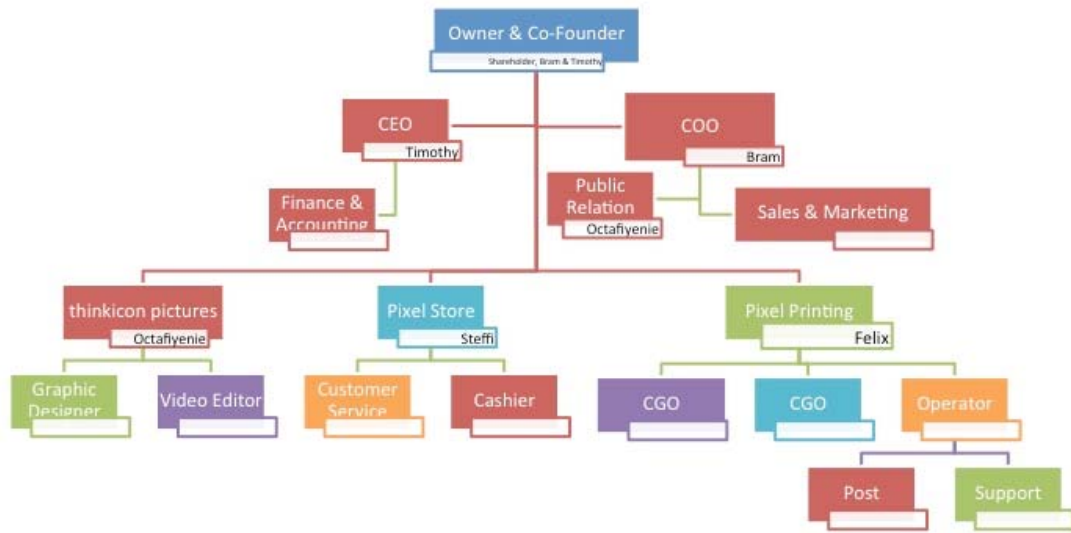 Owner & Co-Founder
Shareholder, Bram & Timothy
CEO
Timothy
COO
Bram
Finance &
Accounting
Public
Relation
Octafiyenie
Sales & Marketing
thinkicon pictures
Octafiyenie
Pixel Store
Steffi
Pixel Printing
Felix
Graphic
Designer
Video Editor
Customer
Service
Cashier
CGO
CGO
Operator
Post
Support